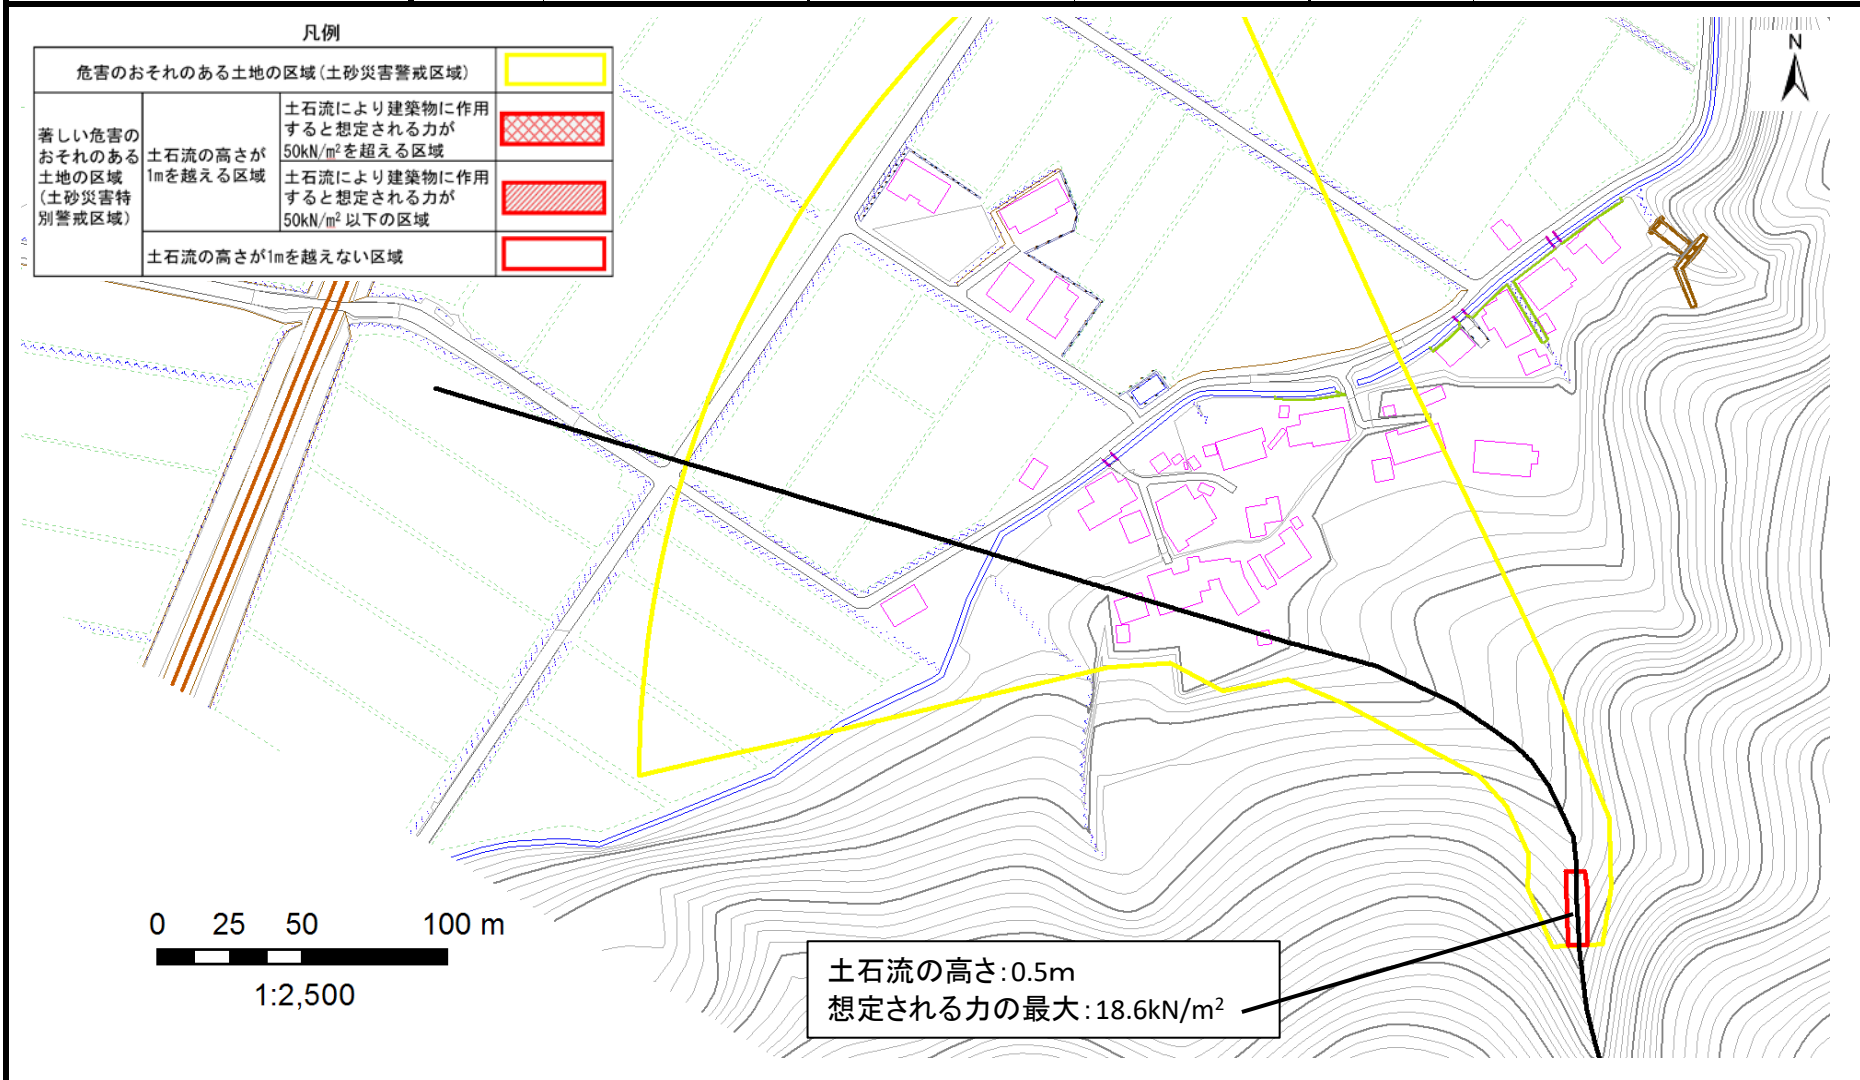 凡例
危害のおそれのある土地の区域(土砂災害警戒区域)
著しい危害の
おそれのある
土地の区域
(土砂災害特
別警戒区域)
土石流の高さが
1mを越える区域
土石流により建築物に作用
すると想定される力が
50kN/m²を超える区域
土石流により建築物に作用
すると想定される力が
50kN/m²以下の区域
土石流の高さが1mを越えない区域
N
0 25 50 100 m
1:2,500
土石流の高さ:0.5m
想定される力の最大:18.6kN/m²